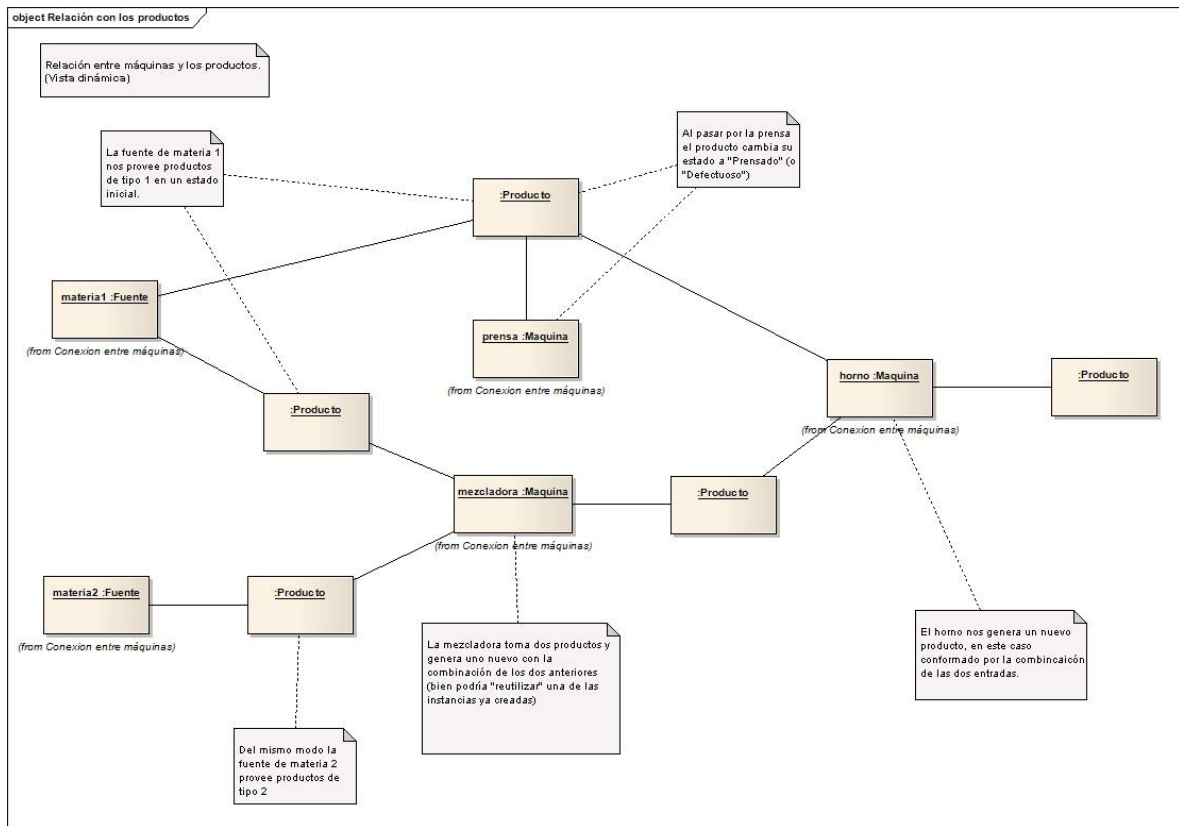 object Relación con los productos
Relación entre máquinas y los productos.
(Vista dinámica)
La fuente de materia 1
nos provee productos
de tipo 1 en un estado
inicial.
Al pasar por la prensa
el producto cambia su
estado a "Prensado" (o
"Defectuoso")
:Producto
materia1 :Fuente
(from Conexion entre máquinas)
prensa :Maquina
(from Conexion entre máquinas)
horno :Maquina
(from Conexion entre máquinas)
:Producto
:Producto
mezcladora :Maquina
(from Conexion entre máquinas)
:Producto
materia2 :Fuente
(from Conexion entre máquinas)
:Producto
La mezcladora toma dos productos y
genera uno nuevo con la
combinación de los dos anteriores
(bien podría "reutilizar" una de las
instancias ya creadas)
El horno nos genera un nuevo
producto, en este caso
conformado por la combincaicón
de las dos entradas.
Del mismo modo la
fuente de materia 2
provee productos de
tipo 2